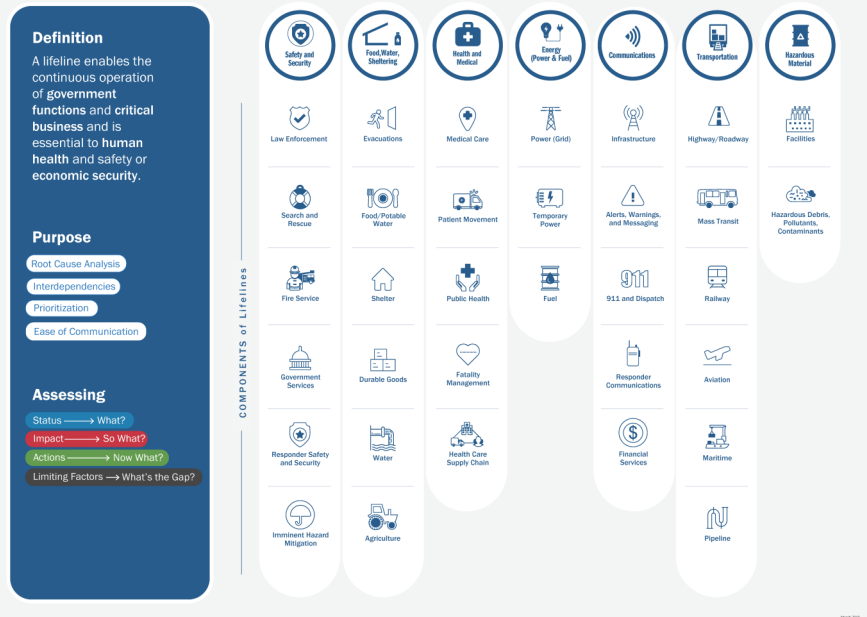 Definition
A lifeline enables the
continuous operation
of government
functions and critical
business and is
essential to human
health and safety or
economic security.
Purpose
Root Cause Analysis
Interdependencies
Prioritization
Ease of Communication
Assessing
Status → What?
Impact → So What?
Actions → Now What?
Limiting Factors → What's the Gap?
COMPONENTS of Lifelines
Safety and
Security
Law Enforcement
Search and
Rescue
Fire Service
Government
Services
Responder Safety
and Security
Imminent Hazard
Mitigation
Food,Water,
Sheltering
Evacuations
Food/Potable
Water
Shelter
Durable Goods
Water
Agriculture
Health and
Medical
Medical Care
Patient Movement
Public Health
Fatality
Management
Health Care
Supply Chain
Energy
(Power & Fuel)
Power (Grid)
Temporary
Power
Fuel
Communications
Infrastructure
Alerts, Warnings,
and Messaging
911
911 and Dispatch
Responder
Communications
$
Financial
Services
Transportation
Highway/Roadway
Mass Transit
Railway
Aviation
Maritime
Pipeline
Hazardous
Material
Facilities
Hazardous Debris,
Pollutants,
Contaminants